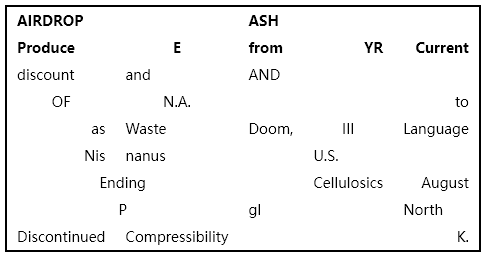 AIRDROP ASH
Produce E from YR Current
discount and AND
OF N.A. to
as Waste Doom, III Language
Nis nanus U.S.
Ending Cellulosics August
P gl North
Discontinued Compressibility K.